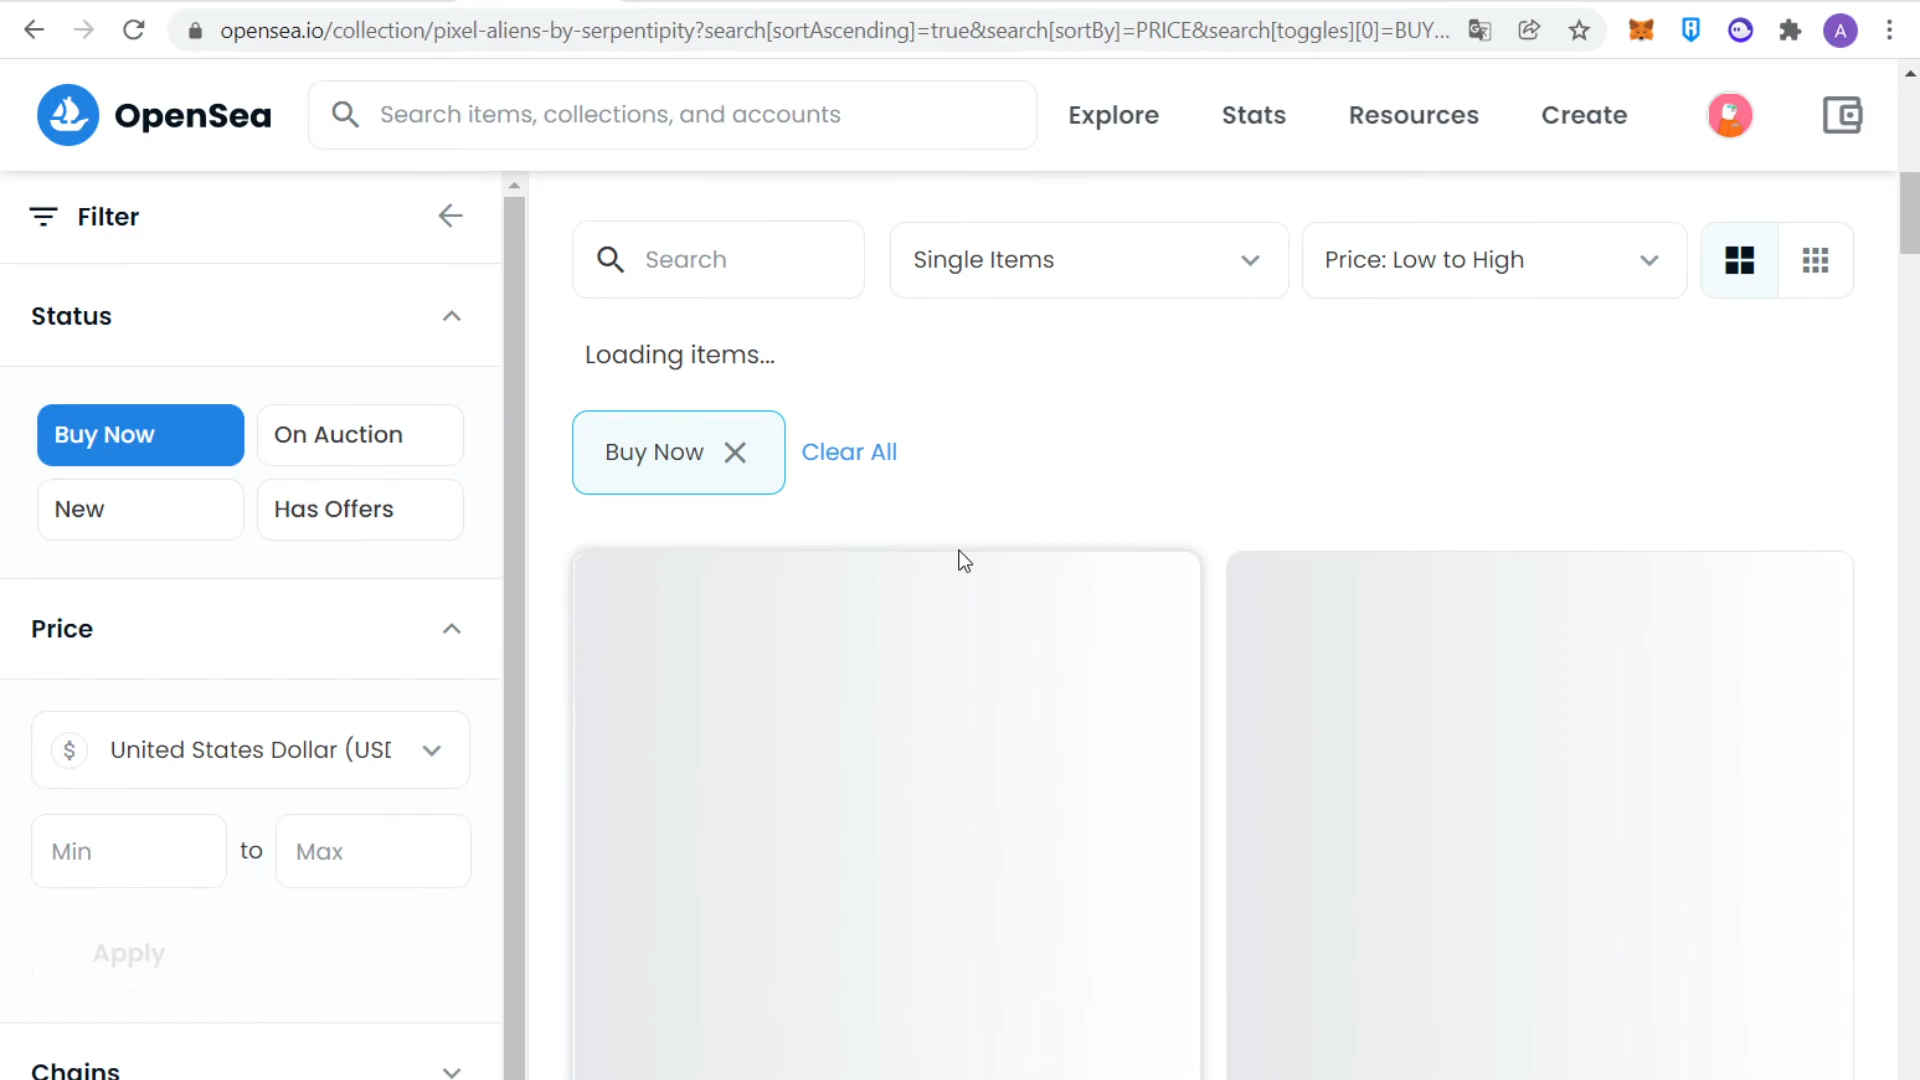 opensea.io/collection/pixel-aliens-by-serpentipity?search[sortAscending]=true&search[sortBy]=PRICE&search[toggles][0]=BUY...
A
OpenSea
Search items, collections, and accounts
Explore
Stats
Resources
Create
Filter
Search
Single Items
Price: Low to High
Status
Loading items...
Buy Now
On Auction
Buy Now
Clear All
New
Has Offers
Price
$ United States Dollar (USD
Min to Max
Apply
Chains